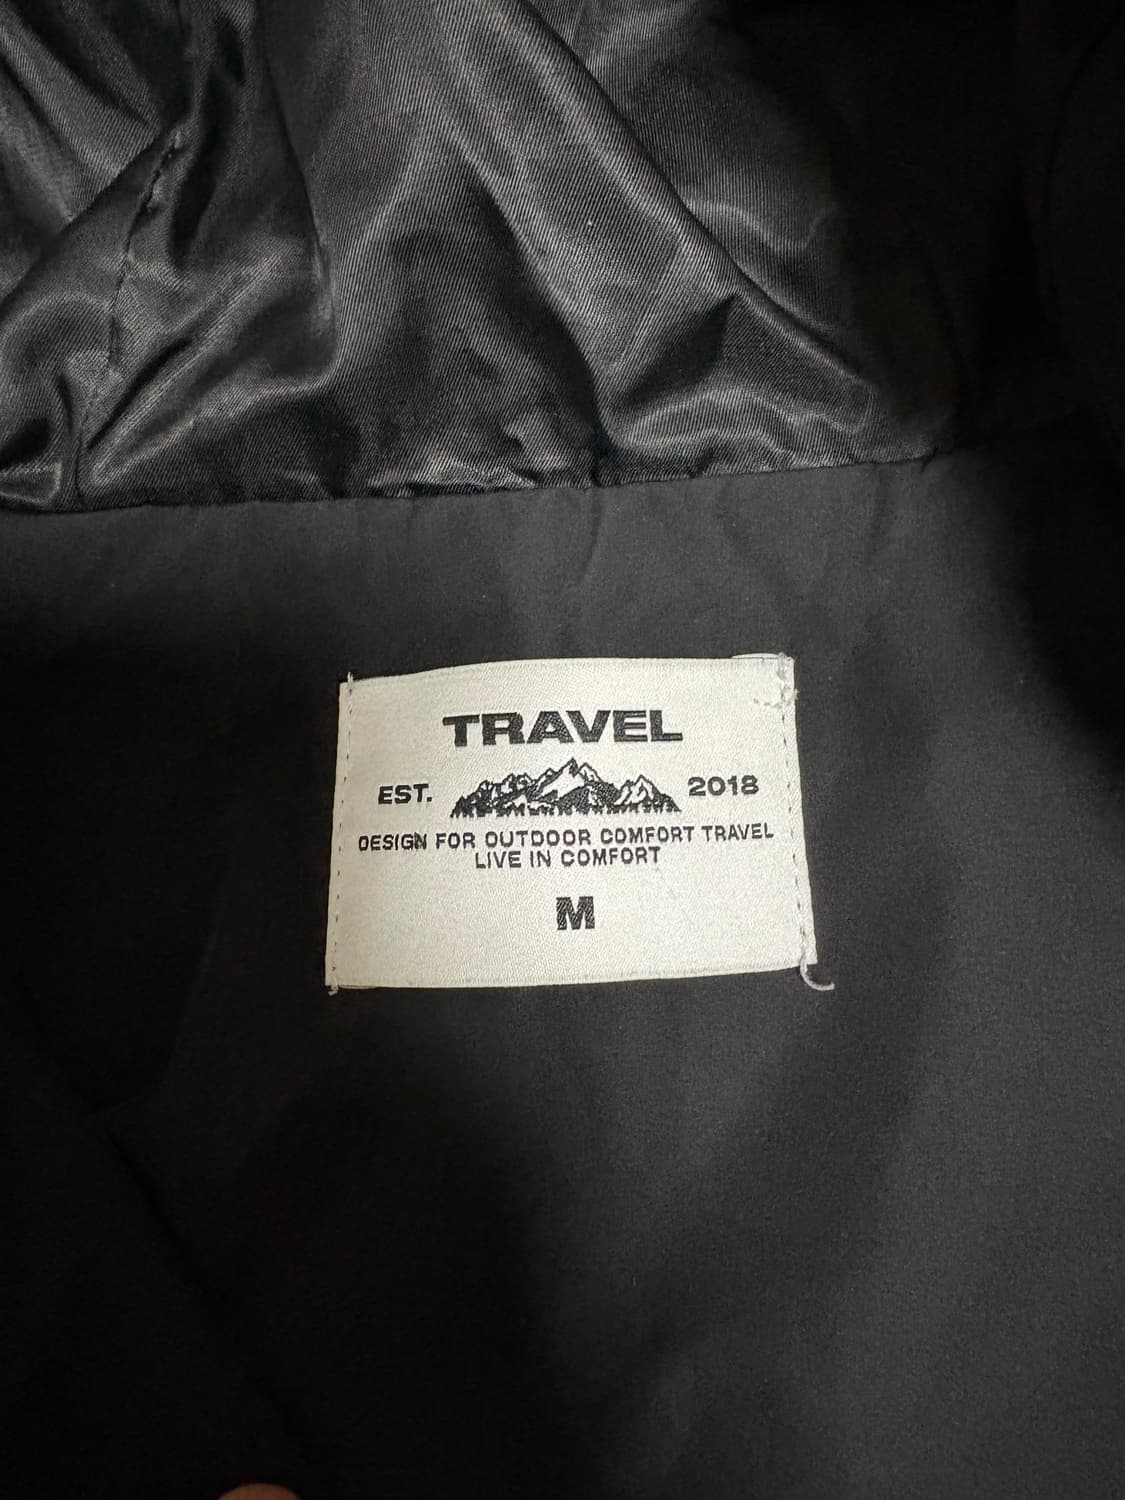 TRAVEL
EST. 2018
DESIGN FOR OUTDOOR COMFORT TRAVEL
LIVE IN COMFORT
M